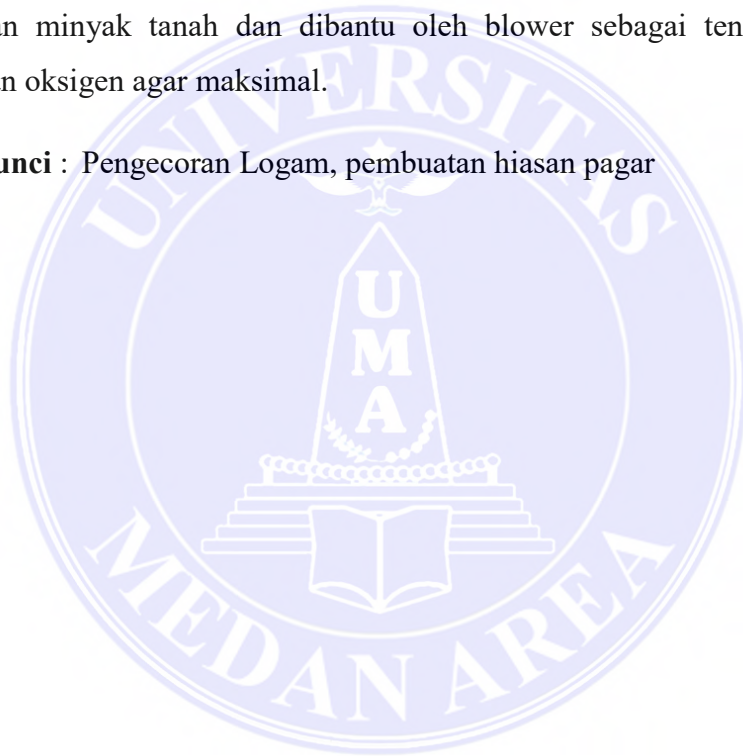 an minyak tanah dan dibantu oleh blower sebagai ten
n oksigen agar maksimal.
unci : Pengecoran Logam, pembuatan hiasan pagar
UNIVERSITAS
UMA
MEDAN AREA